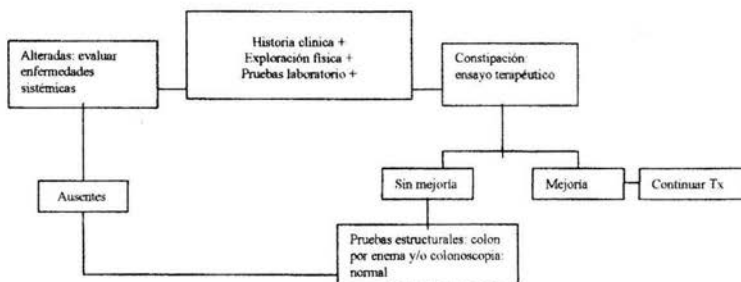 Historia clinica +
Exploración física +
Pruebas laboratorio +
Alteradas: evaluar
enfermedades
sistémicas
Constipación:
ensayo terapéutico
Ausentes
Sin mejoría
Mejoría
Continuar Tx
Pruebas estructurales: colon
por enema y/o colonoscopia:
normal